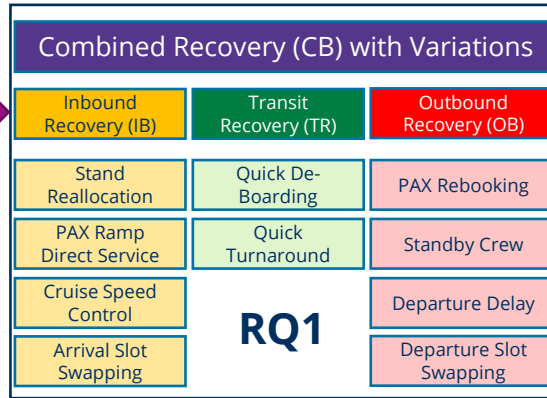 Combined Recovery (CB) with Variations
Inbound
Recovery (IB)
Transit
Recovery (TR)
Outbound
Recovery (OB)
Stand
Reallocation
Quick De-
Boarding
PAX Rebooking
PAX Ramp
Direct Service
Quick
Turnaround
Standby Crew
Cruise Speed
Control
RQ1
Departure Delay
Arrival Slot
Swapping
Departure Slot
Swapping